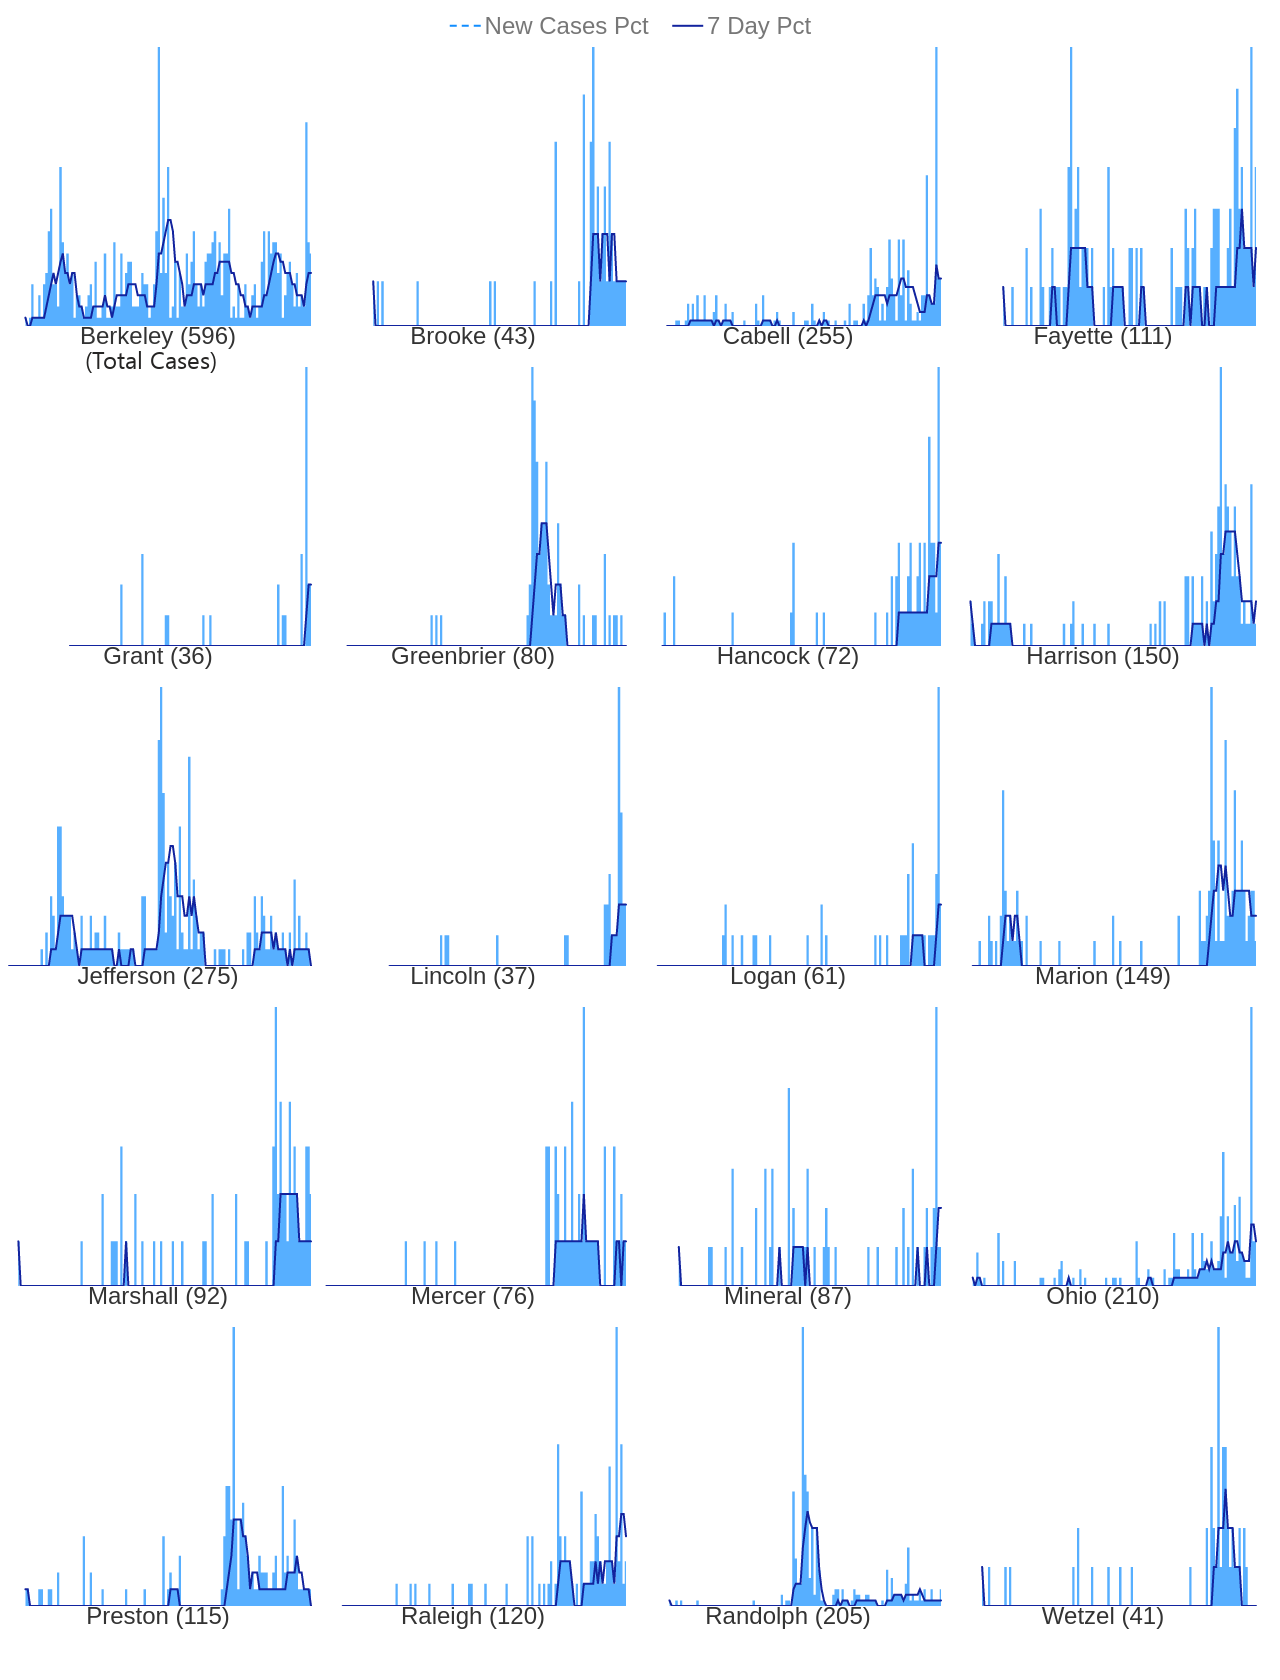 New Cases Pct 7 Day Pct
Berkeley (596) Brooke (43) Cabell (255) Fayette (111)
(Total Cases)
Grant (36) Greenbrier (80) Hancock (72) Harrison (150)
Jefferson (275) Lincoln (37) Logan (61) Marion (149)
Marshall (92) Mercer (76) Mineral (87) Ohio (210)
Preston (115) Raleigh (120) Randolph (205) Wetzel (41)